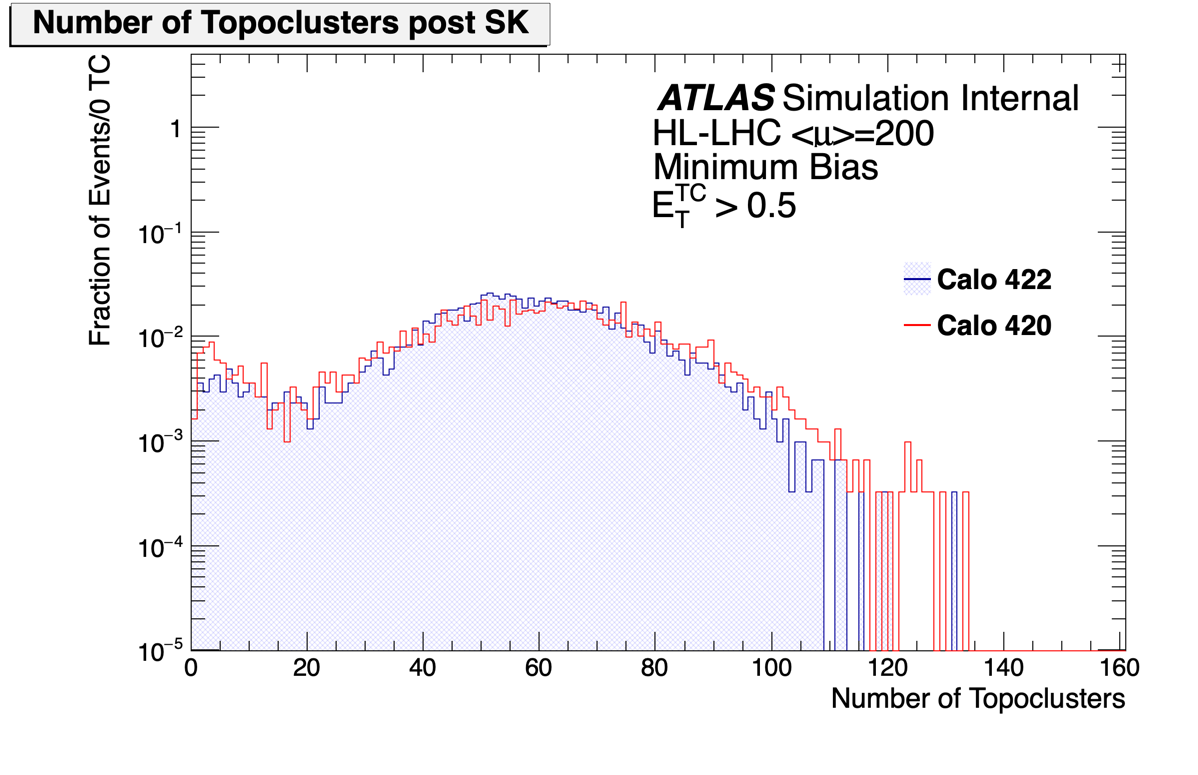 Number of Topoclusters post SK
Fraction of Events/0 TC
ATLAS Simulation Internal
HL-LHC <μ>=200
Minimum Bias
E_T^TC > 0.5
Calo 422
Calo 420
1
10⁻¹
10⁻²
10⁻³
10⁻⁴
10⁻⁵
0 20 40 60 80 100 120 140 160
Number of Topoclusters